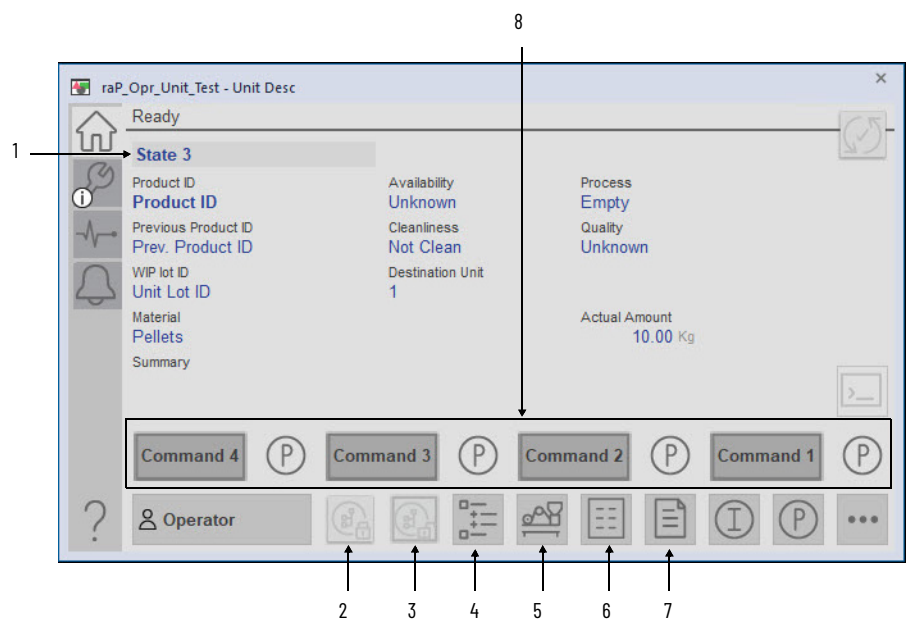 8
raP_Opr_Unit_Test - Unit Desc
Ready
1
State 3
Product ID Availability Process
Product ID Unknown Empty
Previous Product ID Cleanliness Quality
Prev. Product ID Not Clean Unknown
WIP lot ID Destination Unit
Unit Lot ID 1
Material Actual Amount
Pellets 10.00 Kg
Summary
Command 4 P Command 3 P Command 2 P Command 1 P
? Operator I P
2 3 4 5 6 7